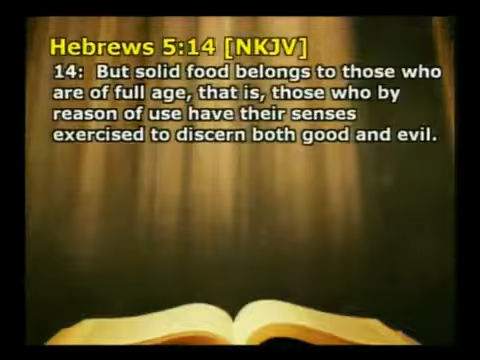 Hebrews 5:14 [NKJV]
14: But solid food belongs to those who
are of full age, that is, those who by
reason of use have their senses
exercised to discern both good and evil.